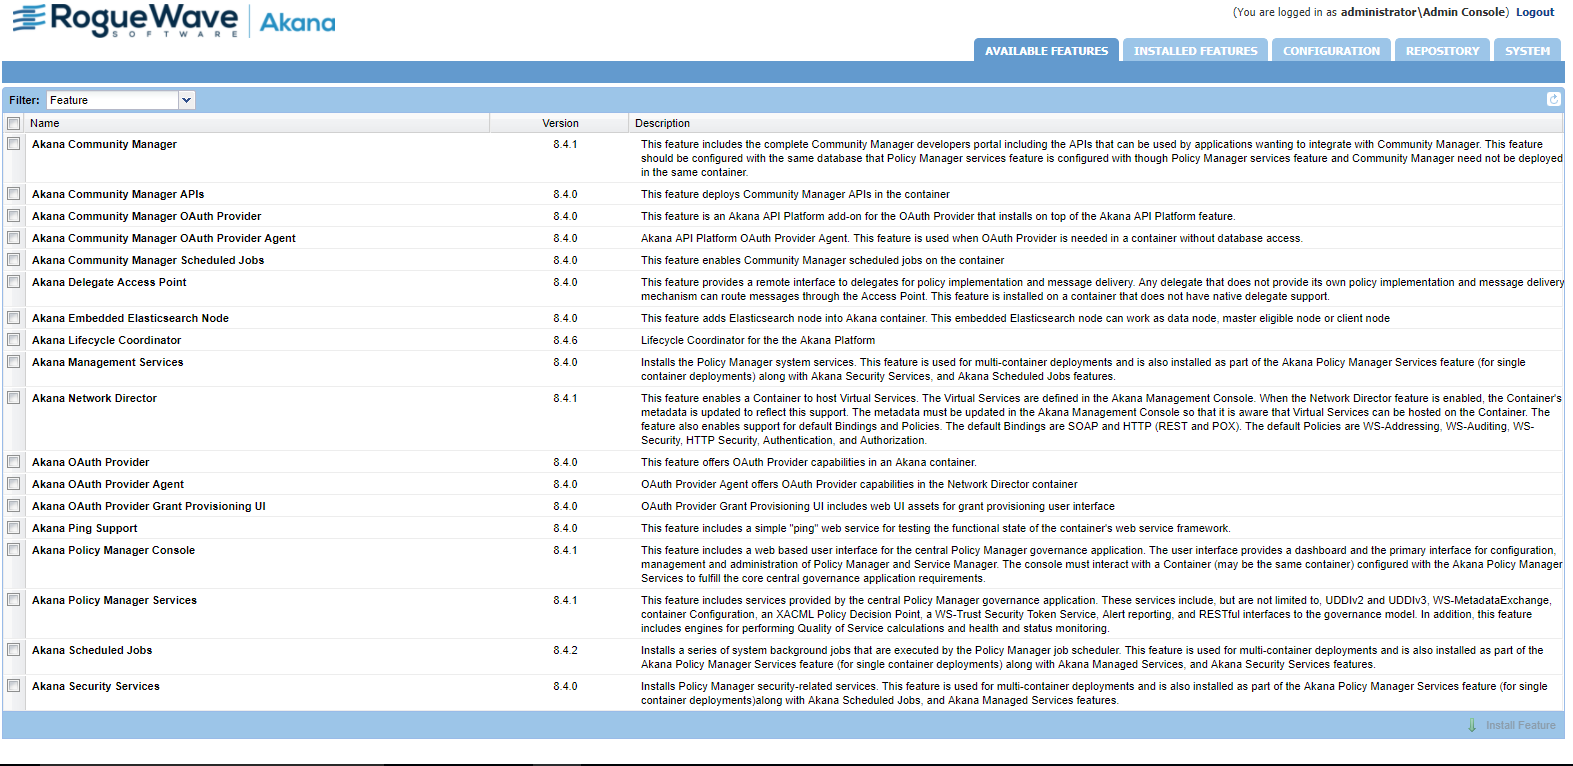 RogueWave
SOFTWARE
Akana
(You are logged in as administrator\Admin Console) Logout
AVAILABLE FEATURES INSTALLED FEATURES CONFIGURATION REPOSITORY SYSTEM
Filter: Feature
Name Version Description
Akana Community Manager 8.4.1 This feature includes the complete Community Manager developers portal including the APIs that can be used by applications wanting to integrate with Community Manager. This feature
should be configured with the same database that Policy Manager services feature is configured with though Policy Manager services feature and Community Manager need not be deployed
in the same container.
Akana Community Manager APIs 8.4.0 This feature deploys Community Manager APIs in the container
Akana Community Manager OAuth Provider 8.4.0 This feature is an Akana API Platform add-on for the OAuth Provider that installs on top of the Akana API Platform feature.
Akana Community Manager OAuth Provider Agent 8.4.0 Akana API Platform OAuth Provider Agent. This feature is used when OAuth Provider is needed in a container without database access.
Akana Community Manager Scheduled Jobs 8.4.0 This feature enables Community Manager scheduled jobs on the container
Akana Delegate Access Point 8.4.0 This feature provides a remote interface to delegates for policy implementation and message delivery. Any delegate that does not provide its own policy implementation and message delivery
mechanism can route messages through the Access Point. This feature is installed on a container that does not have native delegate support.
Akana Embedded Elasticsearch Node 8.4.0 This feature adds Elasticsearch node into Akana container. This embedded Elasticsearch node can work as data node, master eligible node or client node
Akana Lifecycle Coordinator 8.4.6 Lifecycle Coordinator for the the Akana Platform
Akana Management Services 8.4.0 Installs the Policy Manager system services. This feature is used for multi-container deployments and is also installed as part of the Akana Policy Manager Services feature (for single
container deployments) along with Akana Security Services, and Akana Scheduled Jobs features.
Akana Network Director 8.4.1 This feature enables a Container to host Virtual Services. The Virtual Services are defined in the Akana Management Console. When the Network Director feature is enabled, the Container's
metadata is updated to reflect this support. The metadata must be updated in the Akana Management Console so that it is aware that Virtual Services can be hosted on the Container. The
feature also enables support for default Bindings and Policies. The default Bindings are SOAP and HTTP (REST and POX). The default Policies are WS-Addressing, WS-Auditing, WS-
Security, HTTP Security, Authentication, and Authorization.
Akana OAuth Provider 8.4.0 This feature offers OAuth Provider capabilities in an Akana container.
Akana OAuth Provider Agent 8.4.0 OAuth Provider Agent offers OAuth Provider capabilities in the Network Director container
Akana OAuth Provider Grant Provisioning UI 8.4.0 OAuth Provider Grant Provisioning UI includes web UI assets for grant provisioning user interface
Akana Ping Support 8.4.0 This feature includes a simple "ping" web service for testing the functional state of the container's web service framework.
Akana Policy Manager Console 8.4.1 This feature includes a web based user interface for the central Policy Manager governance application. The user interface provides a dashboard and the primary interface for configuration,
management and administration of Policy Manager and Service Manager. The console must interact with a Container (may be the same container) configured with the Akana Policy Manager
Services to fulfill the core central governance application requirements.
Akana Policy Manager Services 8.4.1 This feature includes services provided by the central Policy Manager governance application. These services include, but are not limited to, UDDIv2 and UDDIv3, WS-MetadataExchange,
container Configuration, an XACML Policy Decision Point, a WS-Trust Security Token Service, Alert reporting, and RESTful interfaces to the governance model. In addition, this feature
includes engines for performing Quality of Service calculations and health and status monitoring.
Akana Scheduled Jobs 8.4.2 Installs a series of system background jobs that are executed by the Policy Manager job scheduler. This feature is used for multi-container deployments and is also installed as part of the
Akana Policy Manager Services feature (for single container deployments) along with Akana Managed Services, and Akana Security Services features.
Akana Security Services 8.4.0 Installs Policy Manager security-related services. This feature is used for multi-container deployments and is also installed as part of the Akana Policy Manager Services feature (for single
container deployments)along with Akana Scheduled Jobs, and Akana Managed Services features.
Install Feature